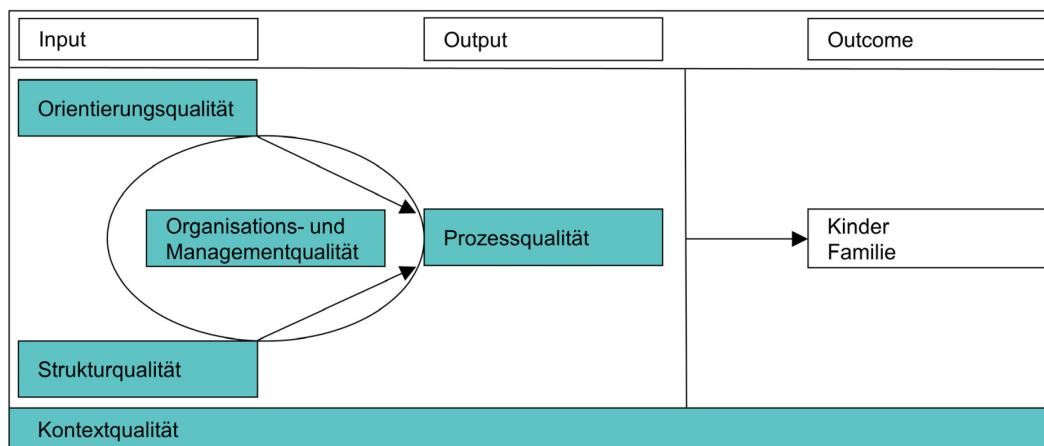 Input
Output
Outcome
Orientierungsqualität
Organisations- und
Managementqualität
Prozessqualität
Kinder
Familie
Strukturqualität
Kontextqualität